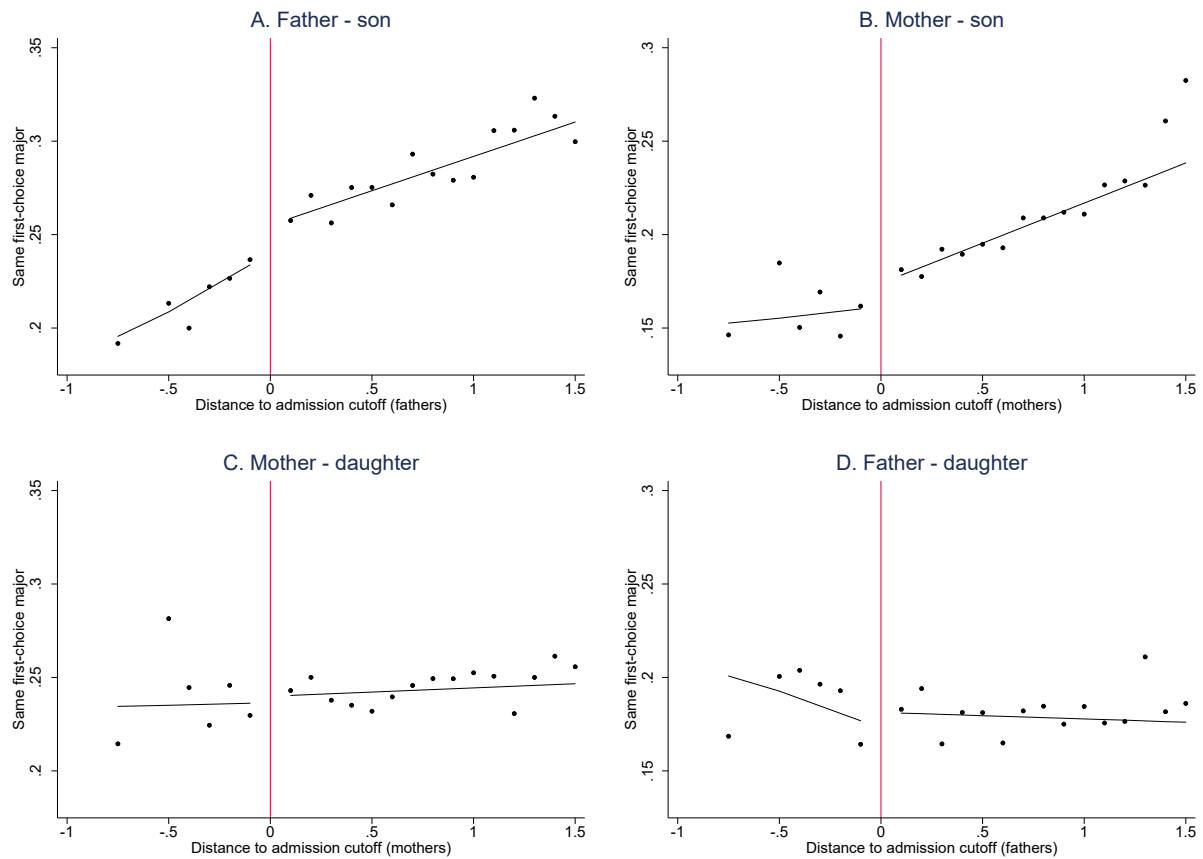 A. Father - son
Same first-choice major
.35
.3
.25
.2
-1 -.5 0 .5 1 1.5
Distance to admission cutoff (fathers)
B. Mother - son
Same first-choice major
.3
.25
.2
.15
-1 -.5 0 .5 1 1.5
Distance to admission cutoff (mothers)
C. Mother - daughter
Same first-choice major
.35
.3
.25
.2
-1 -.5 0 .5 1 1.5
Distance to admission cutoff (mothers)
D. Father - daughter
Same first-choice major
.3
.25
.2
.15
-1 -.5 0 .5 1 1.5
Distance to admission cutoff (fathers)